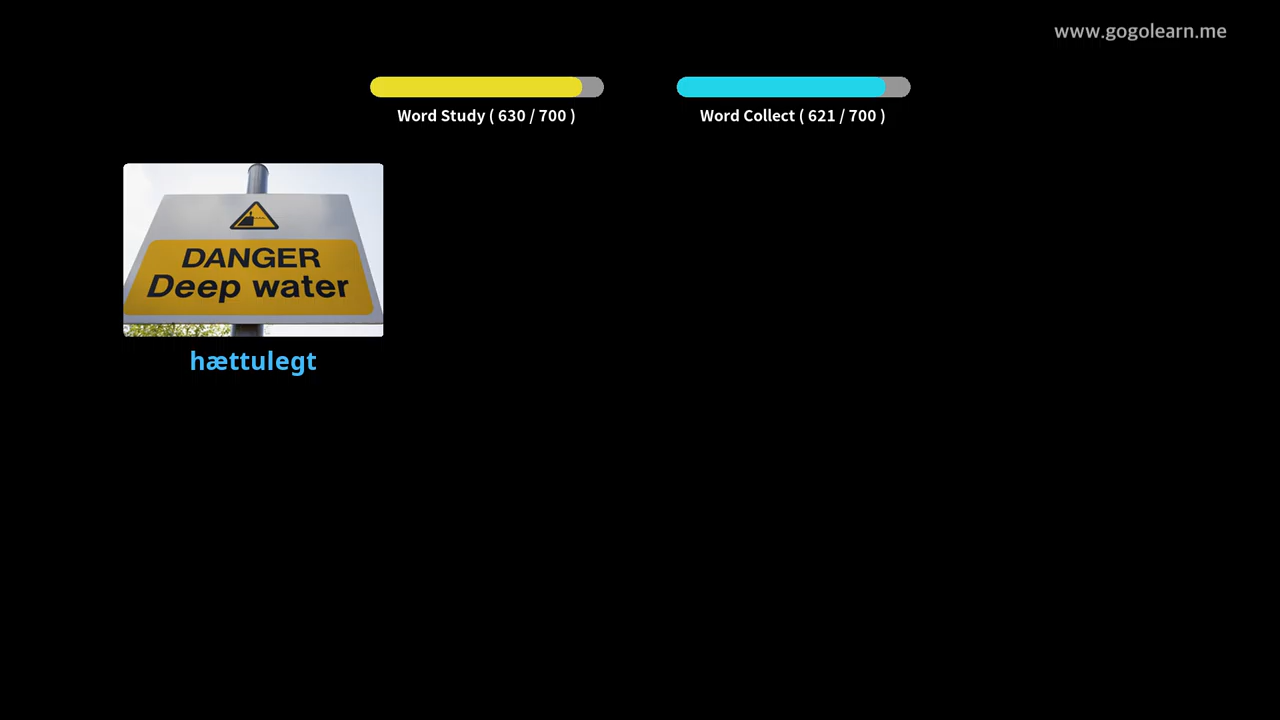 www.gogolearn.me
Word Study ( 630 / 700 )
Word Collect ( 621 / 700 )
DANGER
Deep water
hættulegt